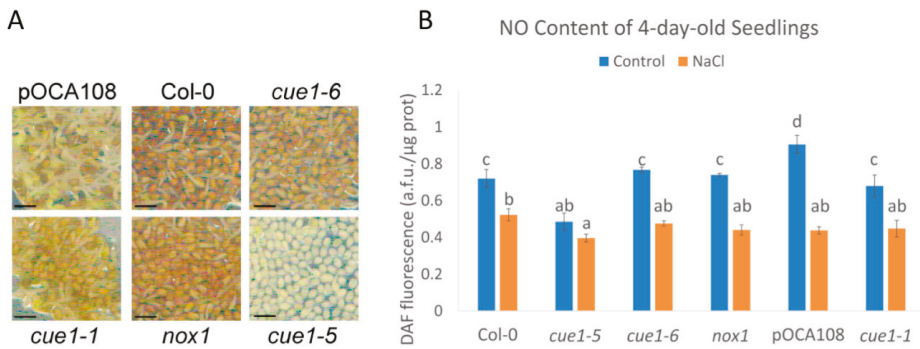 A
pOCA108 Col-0 cue1-6
cue1-1 nox1 cue1-5
B
NO Content of 4-day-old Seedlings
Control NaCl
DAF fluorescence (a.f.u./µg prot)
1.2
1
0.8
0.6
0.4
0.2
0
c b ab a c ab c ab d ab c ab
Col-0 cue1-5 cue1-6 nox1 pOCA108 cue1-1